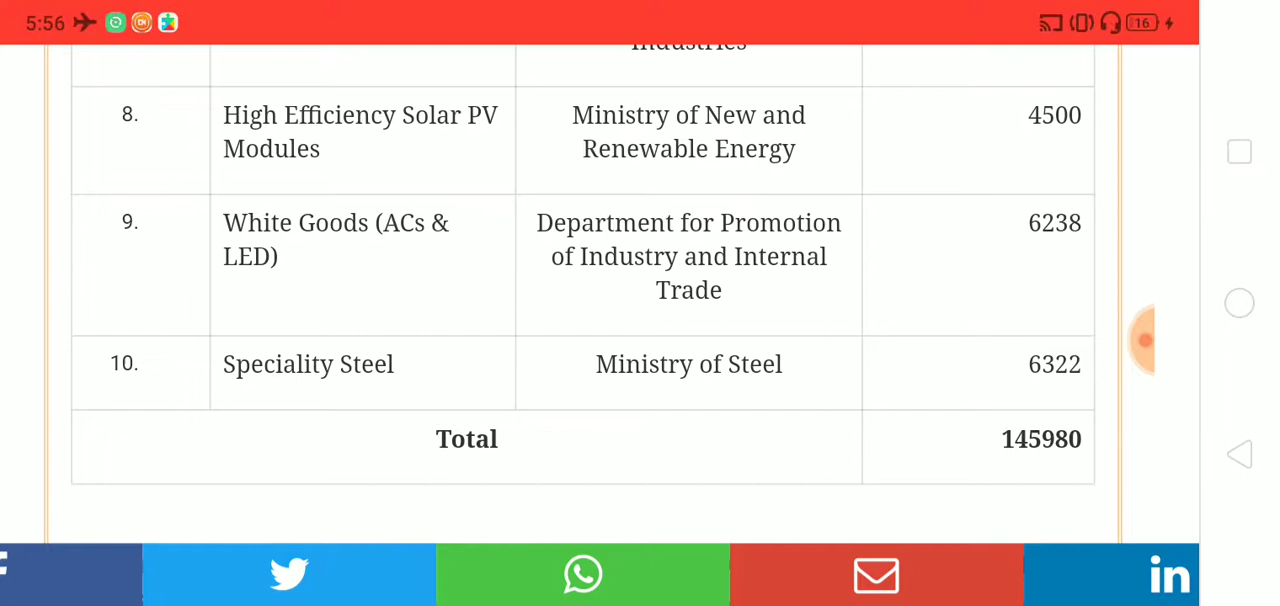 5:56
16
Industries
8.
High Efficiency Solar PV
Modules
Ministry of New and
Renewable Energy
4500
9.
White Goods (ACs &
LED)
Department for Promotion
of Industry and Internal
Trade
6238
10.
Speciality Steel
Ministry of Steel
6322
Total
145980
in